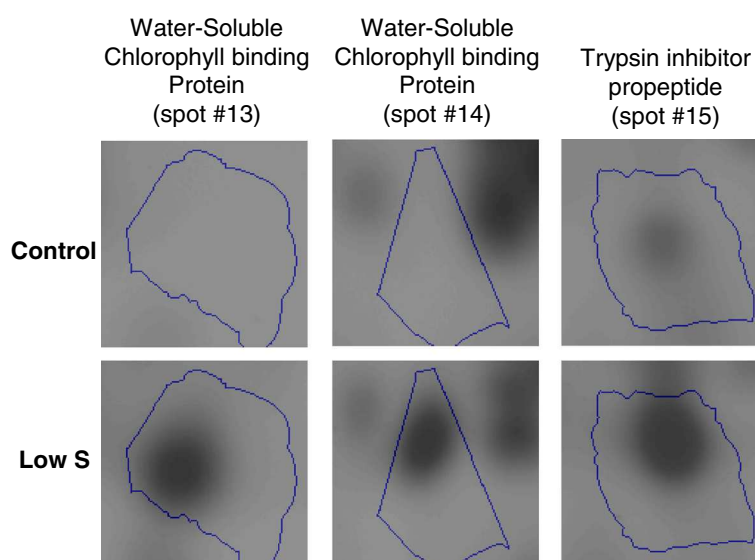 Water-Soluble
Chlorophyll binding
Protein
(spot #13)
Water-Soluble
Chlorophyll binding
Protein
(spot #14)
Trypsin inhibitor
propeptide
(spot #15)
Control
Low S